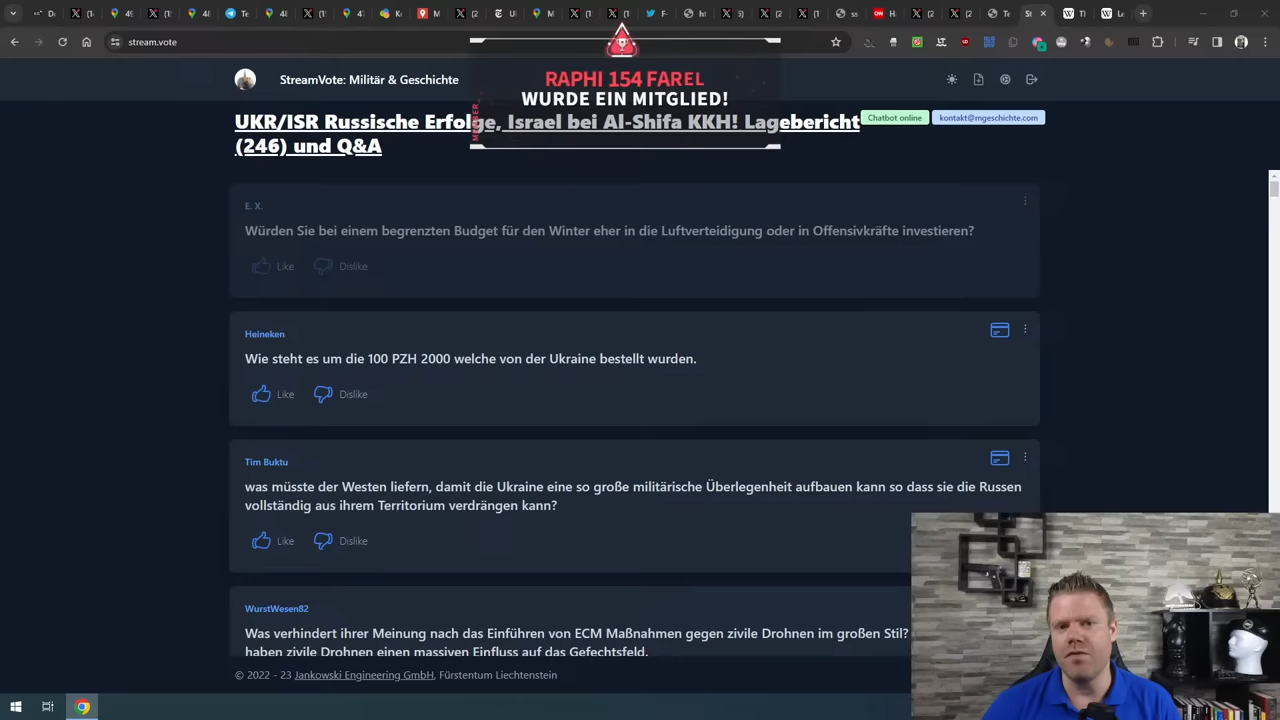 stream.vote
StreamVote: Militär & Geschichte
RAPHI 154 FAREL
WURDE EIN MITGLIED!
UKR/ISR Russische Erfolge, Israel bei Al-Shifa KKH! Lagebericht
(246) und Q&A
Chatbot online
kontakt@mgeschichte.com
E. X.
Würden Sie bei einem begrenzten Budget für den Winter eher in die Luftverteidigung oder in Offensivkräfte investieren?
Like Dislike
Heineken
Wie steht es um die 100 PZH 2000 welche von der Ukraine bestellt wurden.
Like Dislike
Tim Buktu
was müsste der Westen liefern, damit die Ukraine eine so große militärische Überlegenheit aufbauen kann so dass sie die Russen
vollständig aus ihrem Territorium verdrängen kann?
Like Dislike
WurstWesen82
Was verhindert ihrer Meinung nach das Einführen von ECM Maßnahmen gegen zivile Drohnen im großen Stil?
haben zivile Drohnen einen massiven Einfluss auf das Gefechtsfeld.
© 2022 - 23 Jankowski Engineering GmbH, Fürstentum Liechtenstein